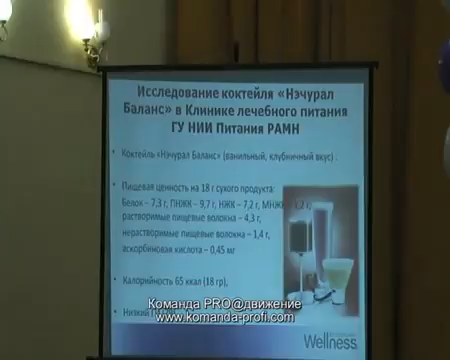 Исследование коктейля «Нэчурал
Баланс» в Клинике лечебного питания
ГУ НИИ Питания РАМН
Коктейль «Нэчурал Баланс» (ванильный, клубничный вкус) .
Пищевая ценность на 18 г сухого продукта:
Белок – 7,3 г, ПНЖК – 9,7 г, НЖК – 7,2 г, МНЖК
растворимые пищевые волокна – 4,3 г,
нерастворимые пищевые волокна – 1,4 г,
аскорбиновая кислота – 0,45 мг
Калорийность 65 ккал (18 гр),
Низкий
Команда PRO@движение
www.komanda-profi.com
Wellness